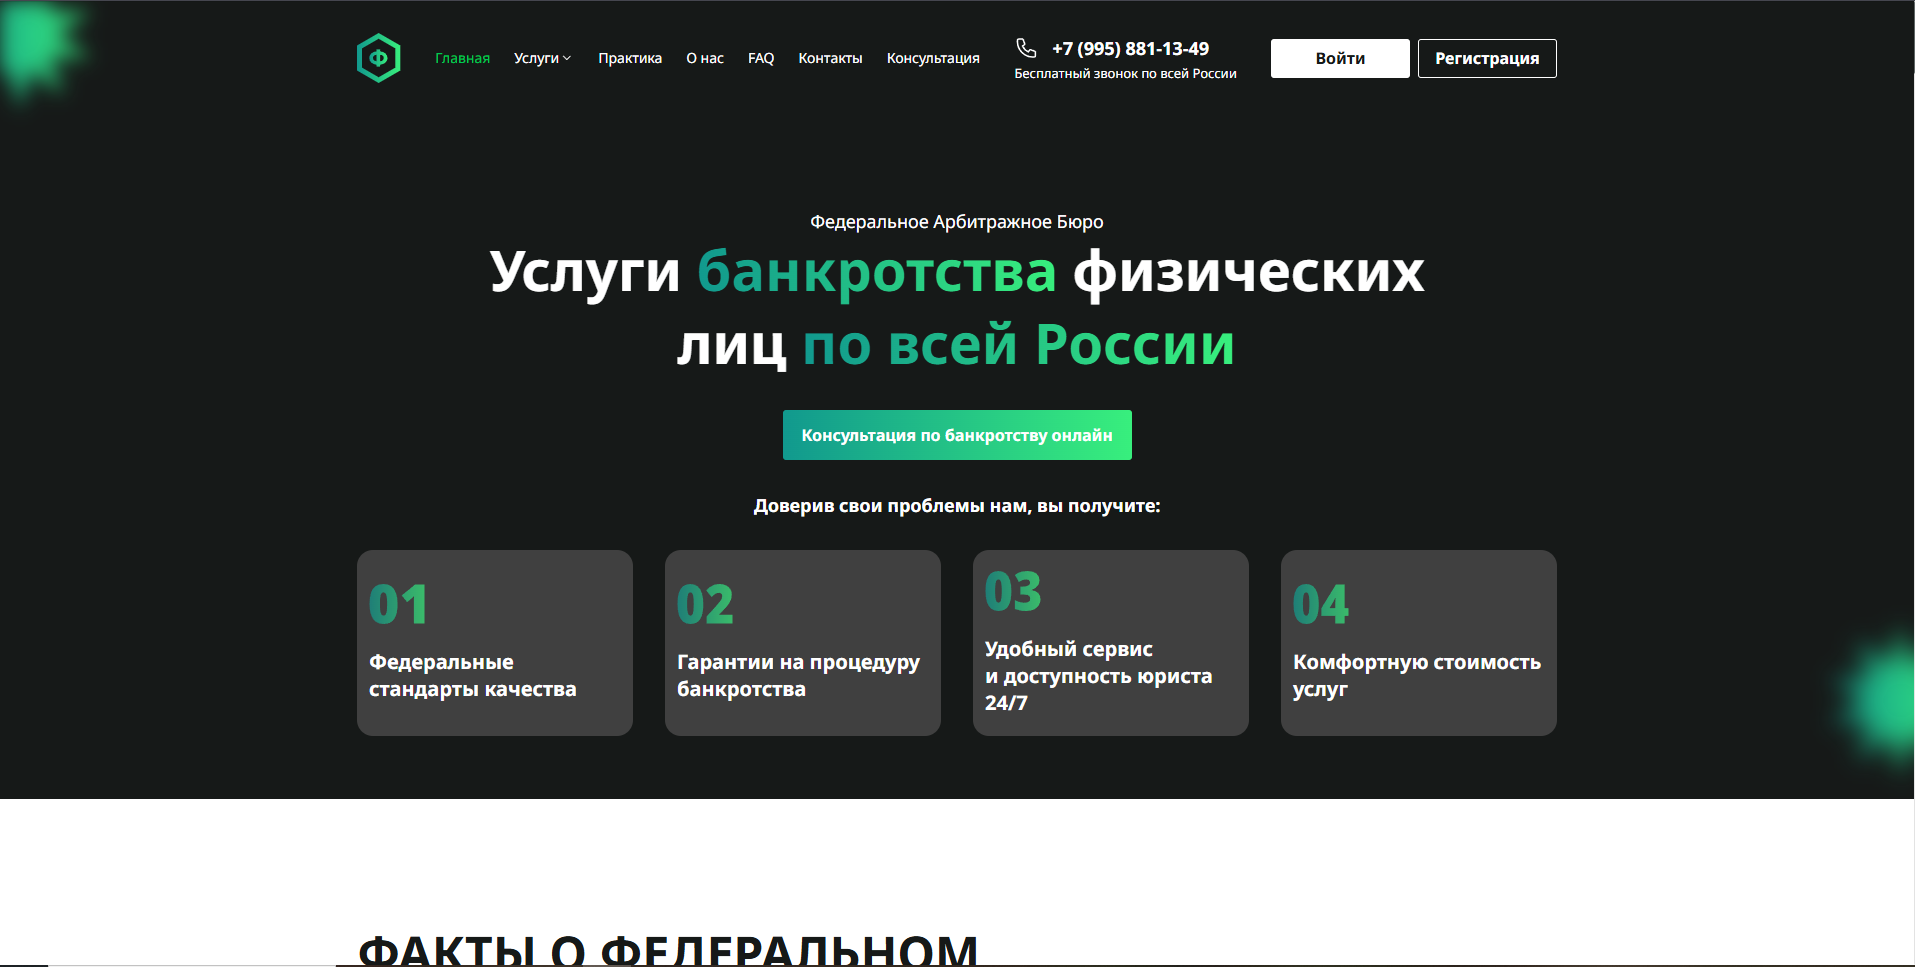 Ф
Главная
Услуги
Практика
О нас
FAQ
Контакты
Консультация
+7 (995) 881-13-49
Бесплатный звонок по всей России
Войти
Регистрация
Федеральное Арбитражное Бюро
Услуги банкротства физических
лиц по всей России
Консультация по банкротству онлайн
Доверив свои проблемы нам, вы получите:
01
Федеральные
стандарты качества
02
Гарантии на процедуру
банкротства
03
Удобный сервис
и доступность юриста
24/7
04
Комфортную стоимость
услуг
ФАКТЫ О ФЕДЕРАЛЬНОМ